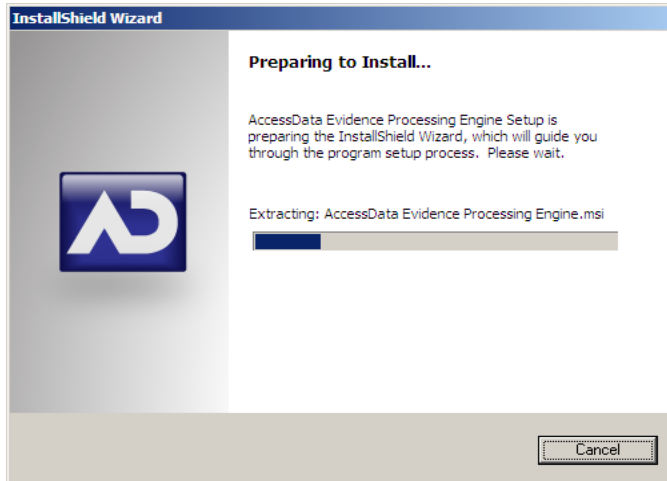 InstallShield Wizard
Preparing to Install...
AccessData Evidence Processing Engine Setup is
preparing the InstallShield Wizard, which will guide you
through the program setup process.  Please wait.
Extracting: AccessData Evidence Processing Engine.msi
AD
Cancel